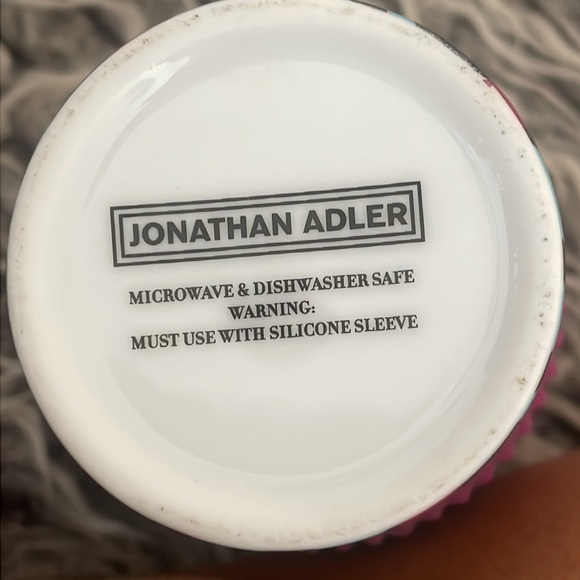 JONATHAN ADLER
MICROWAVE & DISHWASHER SAFE
WARNING:
MUST USE WITH SILICONE SLEEVE